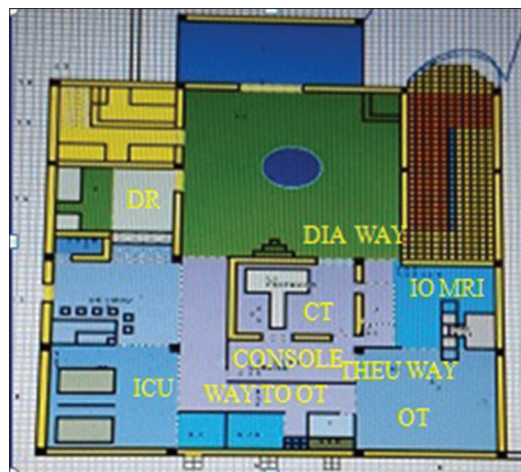 DR
DIA WAY
IO MRI
CT
CONSOLE
THEU WAY
ICU
WAY TO OT
OT